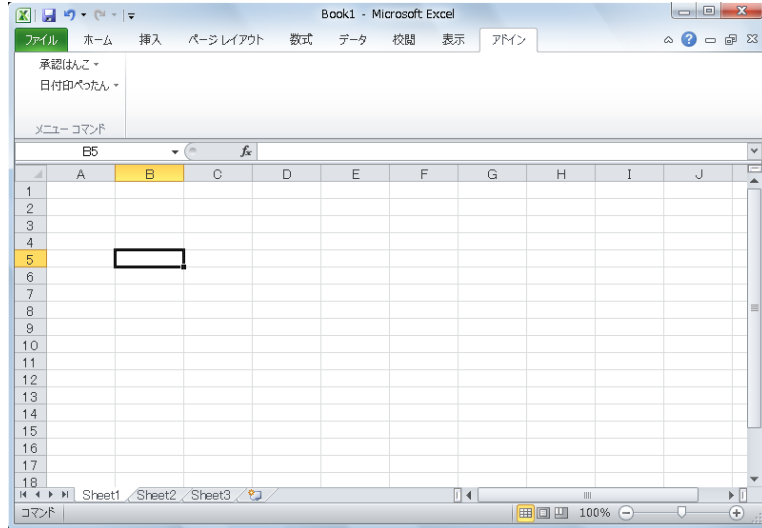 Book1 - Microsoft Excel
ファイル ホーム 挿入 ページ レイアウト 数式 データ 校閲 表示 アドイン
承認はんこ
日付印ぺったん
メニュー コマンド
B5 fx
A B C D E F G H I J
1
2
3
4
5
6
7
8
9
10
11
12
13
14
15
16
17
18
Sheet1 Sheet2 Sheet3
コマンド 100%